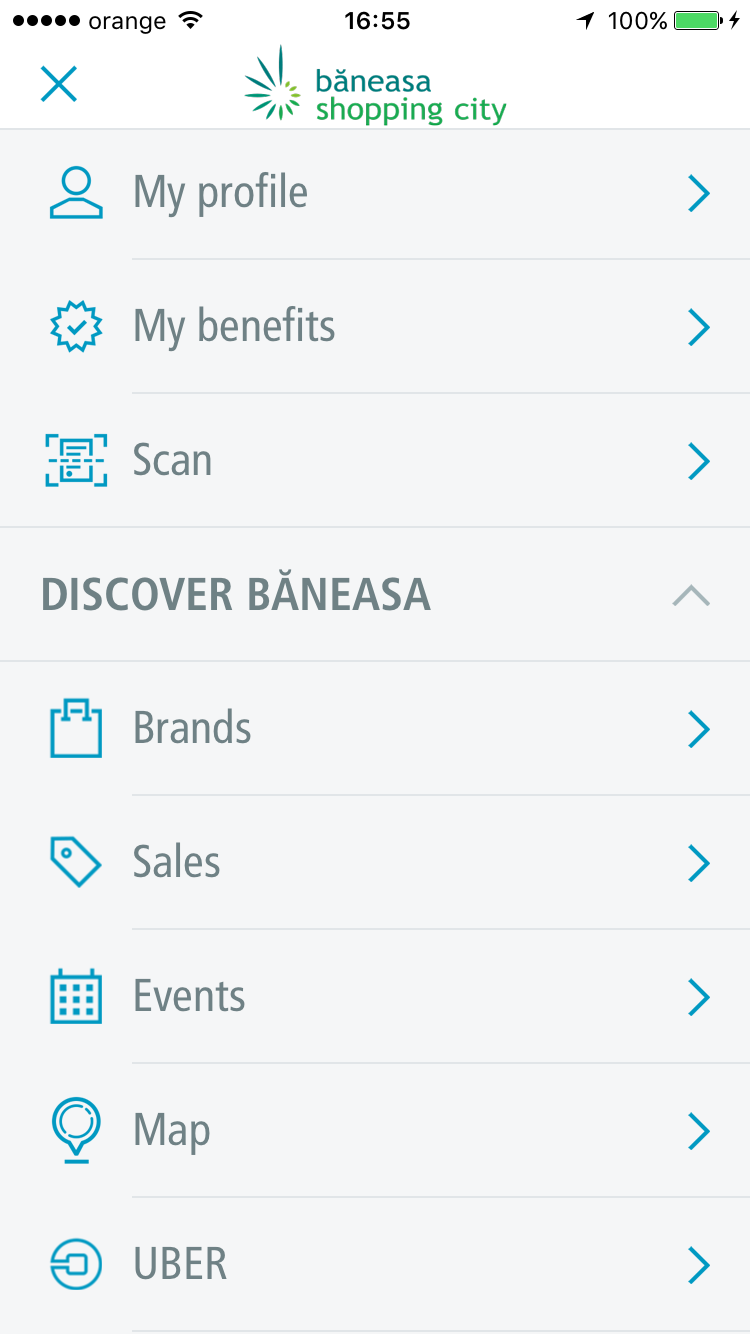 orange 16:55 100%
băneasa
shopping city
My profile
My benefits
Scan
DISCOVER BĂNEASA
Brands
Sales
Events
Map
UBER